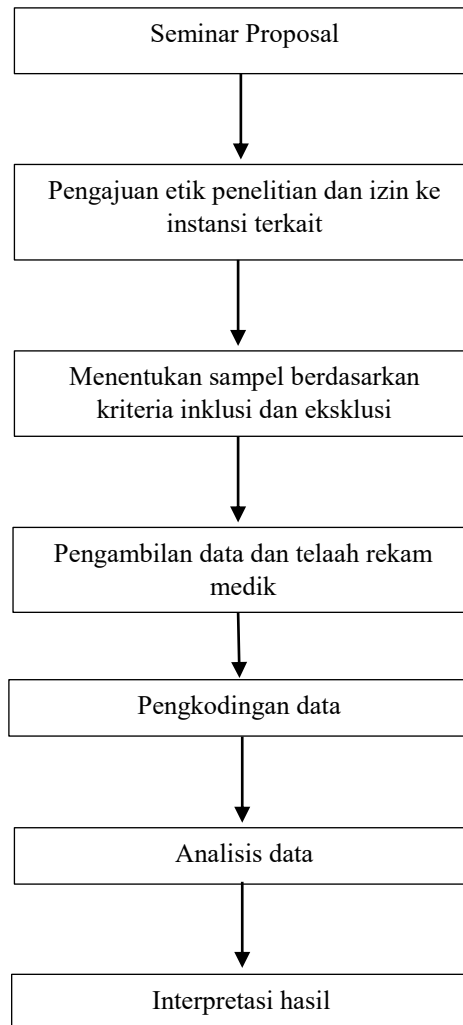 Seminar Proposal
Pengajuan etik penelitian dan izin ke
instansi terkait
Menentukan sampel berdasarkan
kriteria inklusi dan eksklusi
Pengambilan data dan telaah rekam
medik
Pengkodingan data
Analisis data
Interpretasi hasil